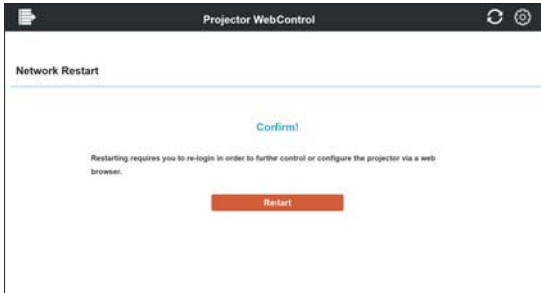 Projector WebControl
Network Restart
Confirm!
Restarting requires you to re-login in order to furthe control or configure the projector via a web
browser.
Restart